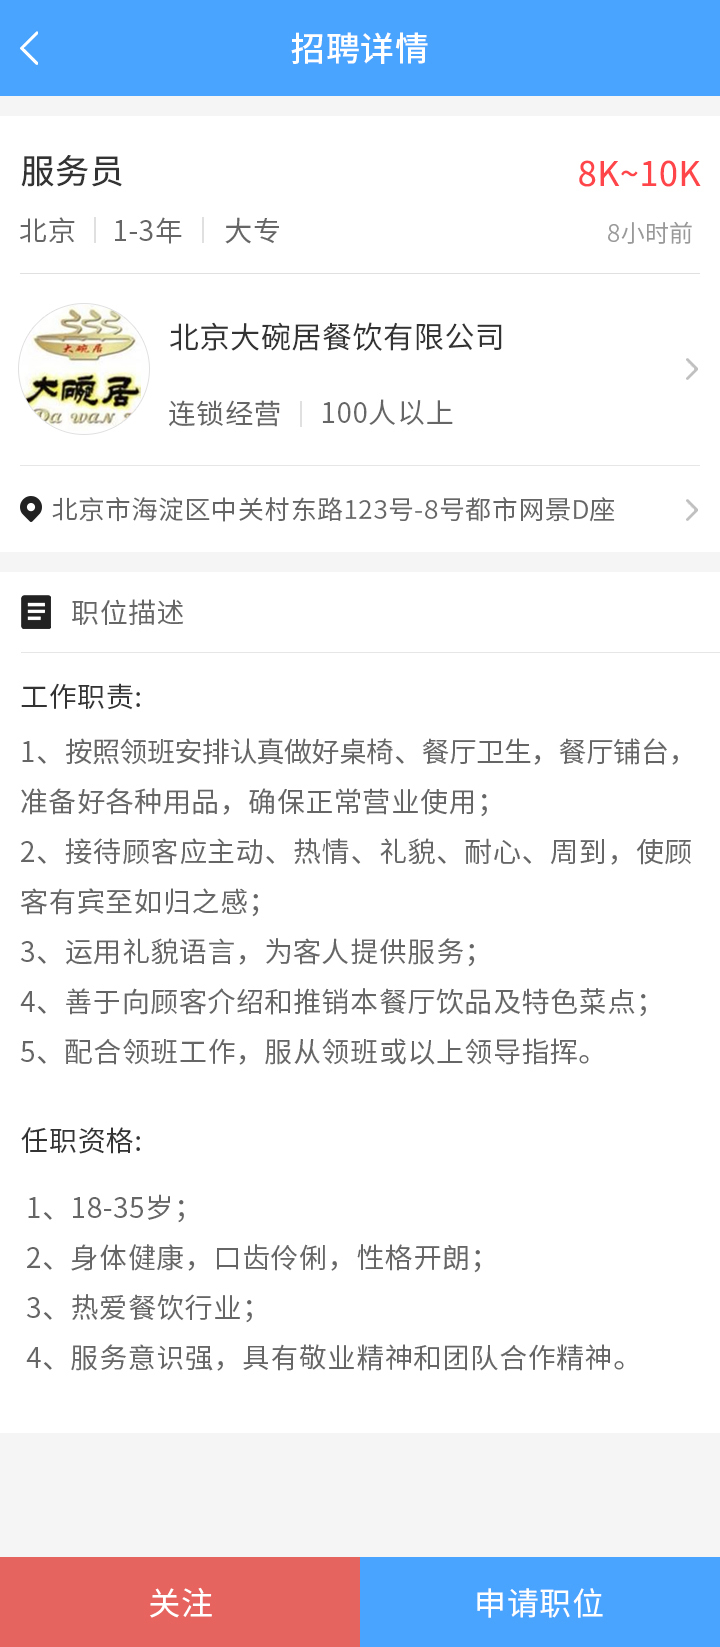 招聘详情
服务员
8K~10K
北京 1-3年 大专
8小时前
大碗居
大碗居
Da wan
北京大碗居餐饮有限公司
连锁经营 100人以上
北京市海淀区中关村东路123号-8号都市网景D座
职位描述
工作职责:
1、按照领班安排认真做好桌椅、餐厅卫生，餐厅铺台，
准备好各种用品，确保正常营业使用；
2、接待顾客应主动、热情、礼貌、耐心、周到，使顾
客有宾至如归之感；
3、运用礼貌语言，为客人提供服务；
4、善于向顾客介绍和推销本餐厅饮品及特色菜点；
5、配合领班工作，服从领班或以上领导指挥。
任职资格:
1、18-35岁；
2、身体健康，口齿伶俐，性格开朗；
3、热爱餐饮行业；
4、服务意识强，具有敬业精神和团队合作精神。
关注
申请职位